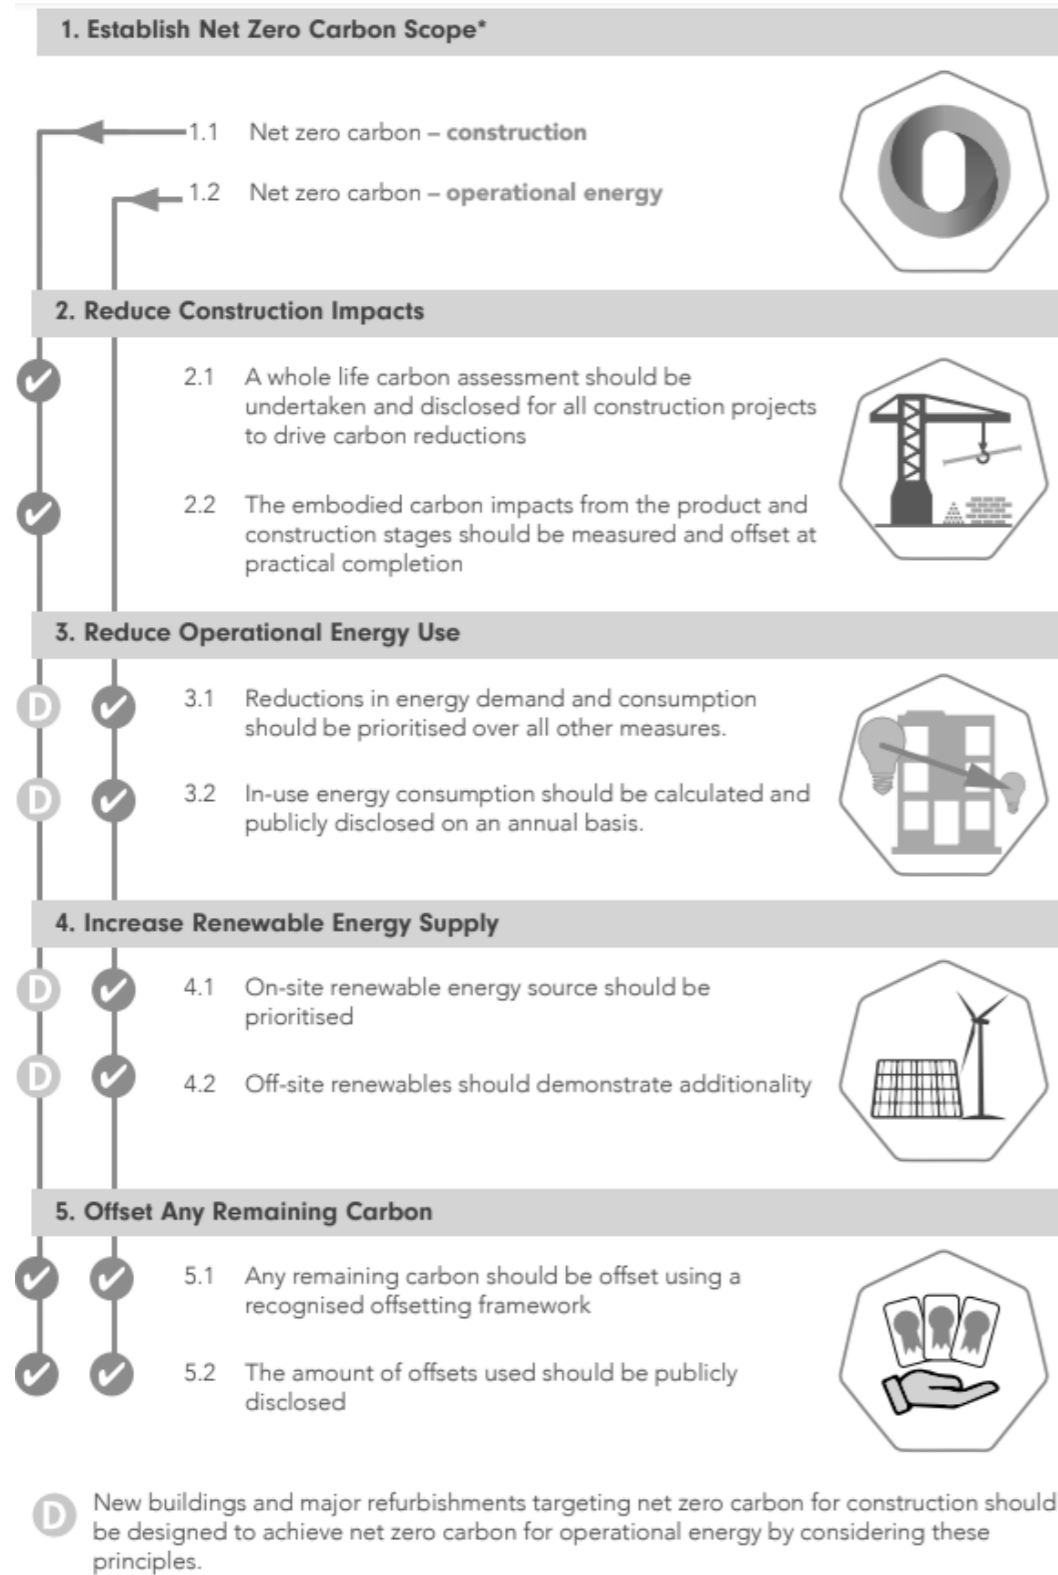 1. Establish Net Zero Carbon Scope*
1.1 Net zero carbon – construction
1.2 Net zero carbon – operational energy
2. Reduce Construction Impacts
2.1 A whole life carbon assessment should be
undertaken and disclosed for all construction projects
to drive carbon reductions
2.2 The embodied carbon impacts from the product and
construction stages should be measured and offset at
practical completion
3. Reduce Operational Energy Use
D 3.1 Reductions in energy demand and consumption
should be prioritised over all other measures.
D 3.2 In-use energy consumption should be calculated and
publicly disclosed on an annual basis.
4. Increase Renewable Energy Supply
D 4.1 On-site renewable energy source should be
prioritised
D 4.2 Off-site renewables should demonstrate additionality
5. Offset Any Remaining Carbon
5.1 Any remaining carbon should be offset using a
recognised offsetting framework
5.2 The amount of offsets used should be publicly
disclosed
D New buildings and major refurbishments targeting net zero carbon for construction should
be designed to achieve net zero carbon for operational energy by considering these
principles.